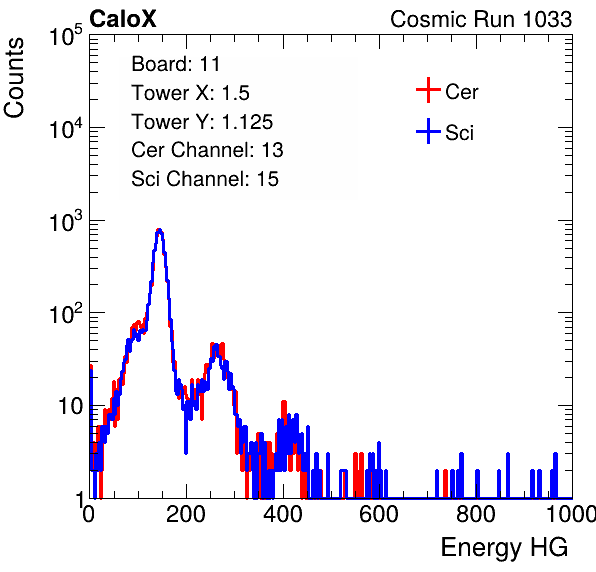 CaloX Cosmic Run 1033
Counts
10^5
10^4
10^3
10^2
10
1
Board: 11
Tower X: 1.5
Tower Y: 1.125
Cer Channel: 13
Sci Channel: 15
Cer
Sci
0 200 400 600 800 1000
Energy HG